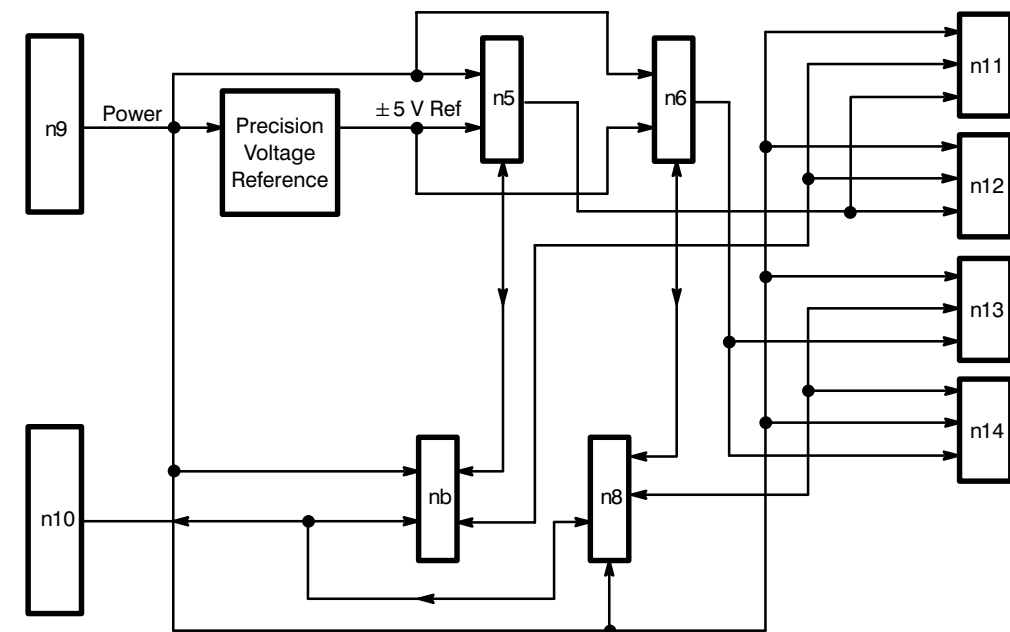 n9
Power
Precision
Voltage
Reference
± 5 V Ref
n5
n6
n11
n12
n13
n14
n10
nb
n8